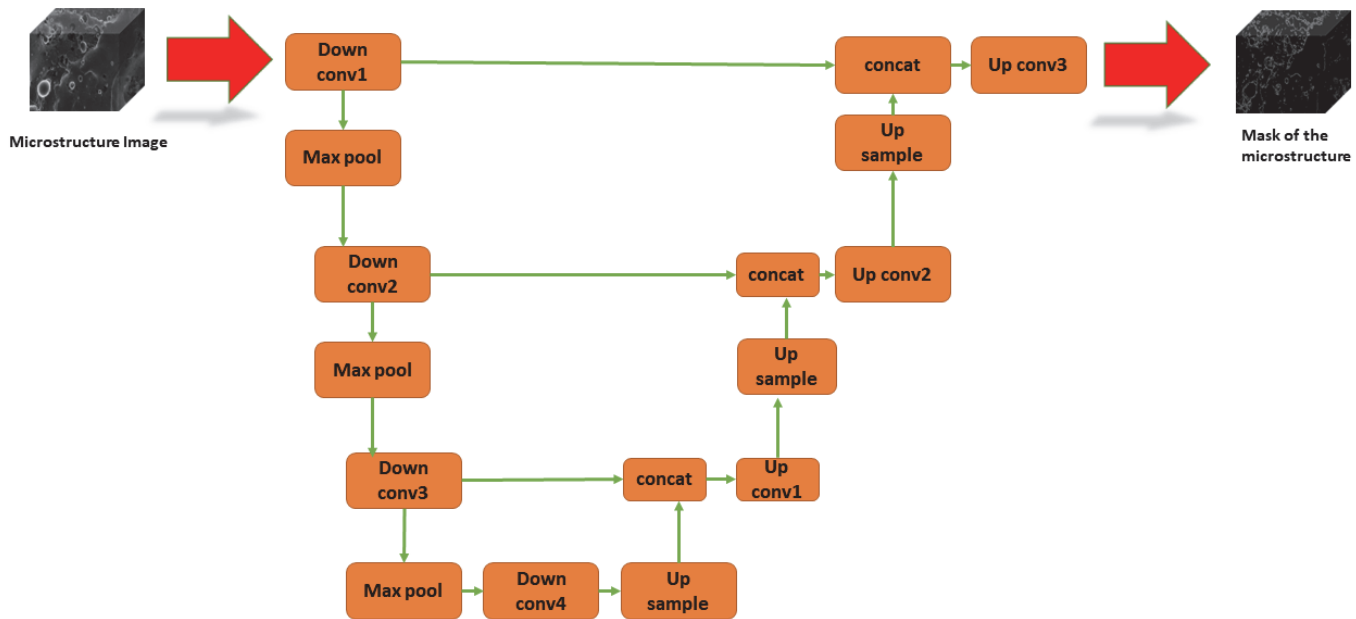 Microstructure Image
Down
conv1
Max pool
Down
conv2
Max pool
Down
conv3
Max pool
Down
conv4
Up
sample
concat
Up
conv1
Up
sample
concat
Up conv2
Up
sample
concat
Up conv3
Mask of the
microstructure